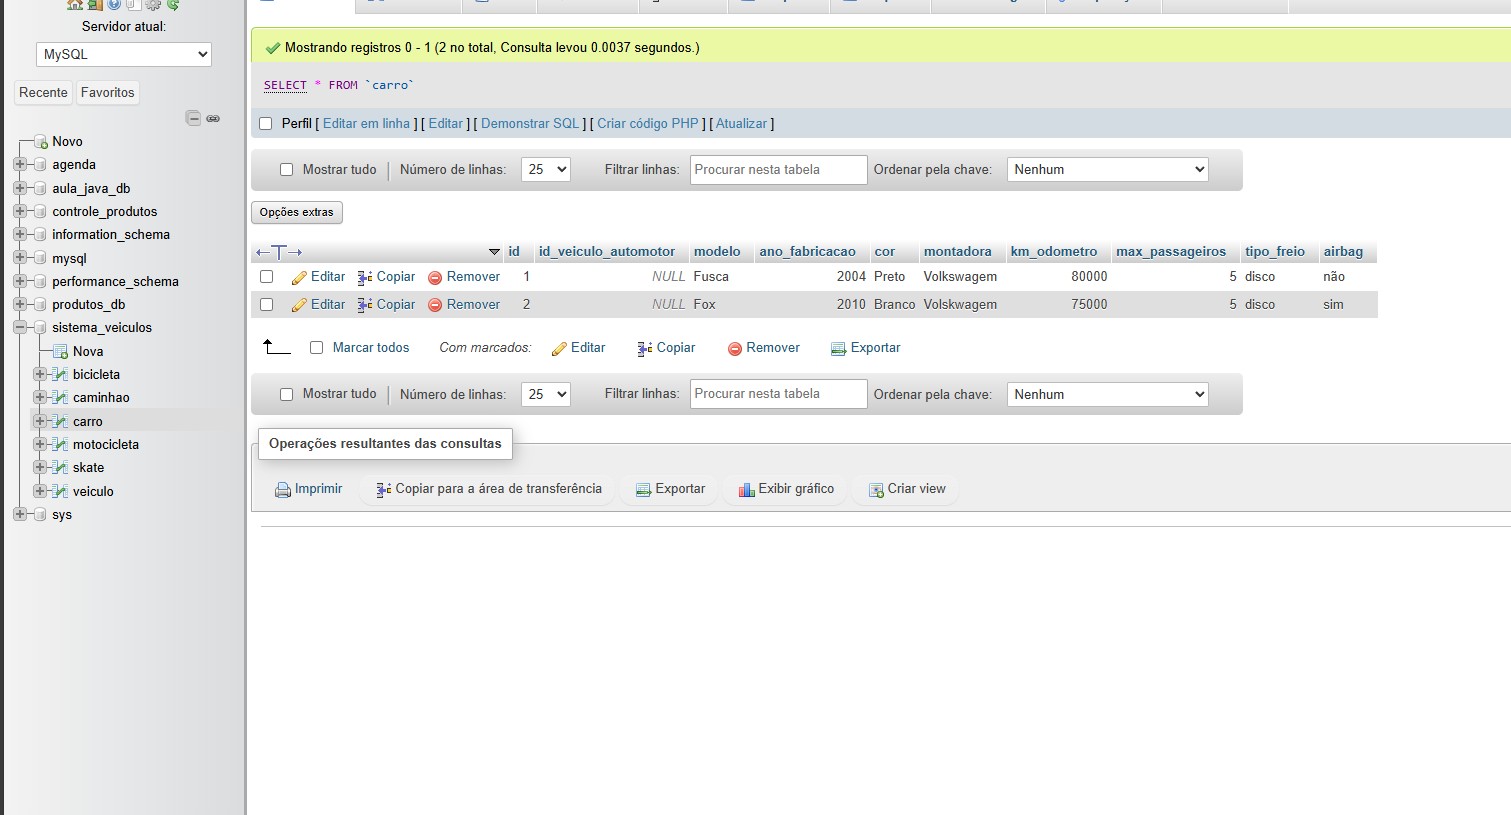 Servidor atual:
MySQL
Recente Favoritos
Novo
agenda
aula_java_db
controle_produtos
information_schema
mysql
performance_schema
produtos_db
sistema_veiculos
Nova
bicicleta
caminhao
carro
motocicleta
skate
veiculo
sys
Mostrando registros 0 - 1 (2 no total, Consulta levou 0.0037 segundos.)
SELECT * FROM `carro`
Perfil [ Editar em linha ] [ Editar ] [ Demonstrar SQL ] [ Criar código PHP ] [ Atualizar ]
Mostrar tudo Número de linhas: 25 Filtrar linhas: Procurar nesta tabela Ordenar pela chave: Nenhum
Opções extras
id id_veiculo_automotor modelo ano_fabricacao cor montadora km_odometro max_passageiros tipo_freio airbag
Editar Copiar Remover 1 NULL Fusca 2004 Preto Volkswagem 80000 5 disco não
Editar Copiar Remover 2 NULL Fox 2010 Branco Volskwagem 75000 5 disco sim
Marcar todos Com marcados: Editar Copiar Remover Exportar
Mostrar tudo Número de linhas: 25 Filtrar linhas: Procurar nesta tabela Ordenar pela chave: Nenhum
Operações resultantes das consultas
Imprimir Copiar para a área de transferência Exportar Exibir gráfico Criar view